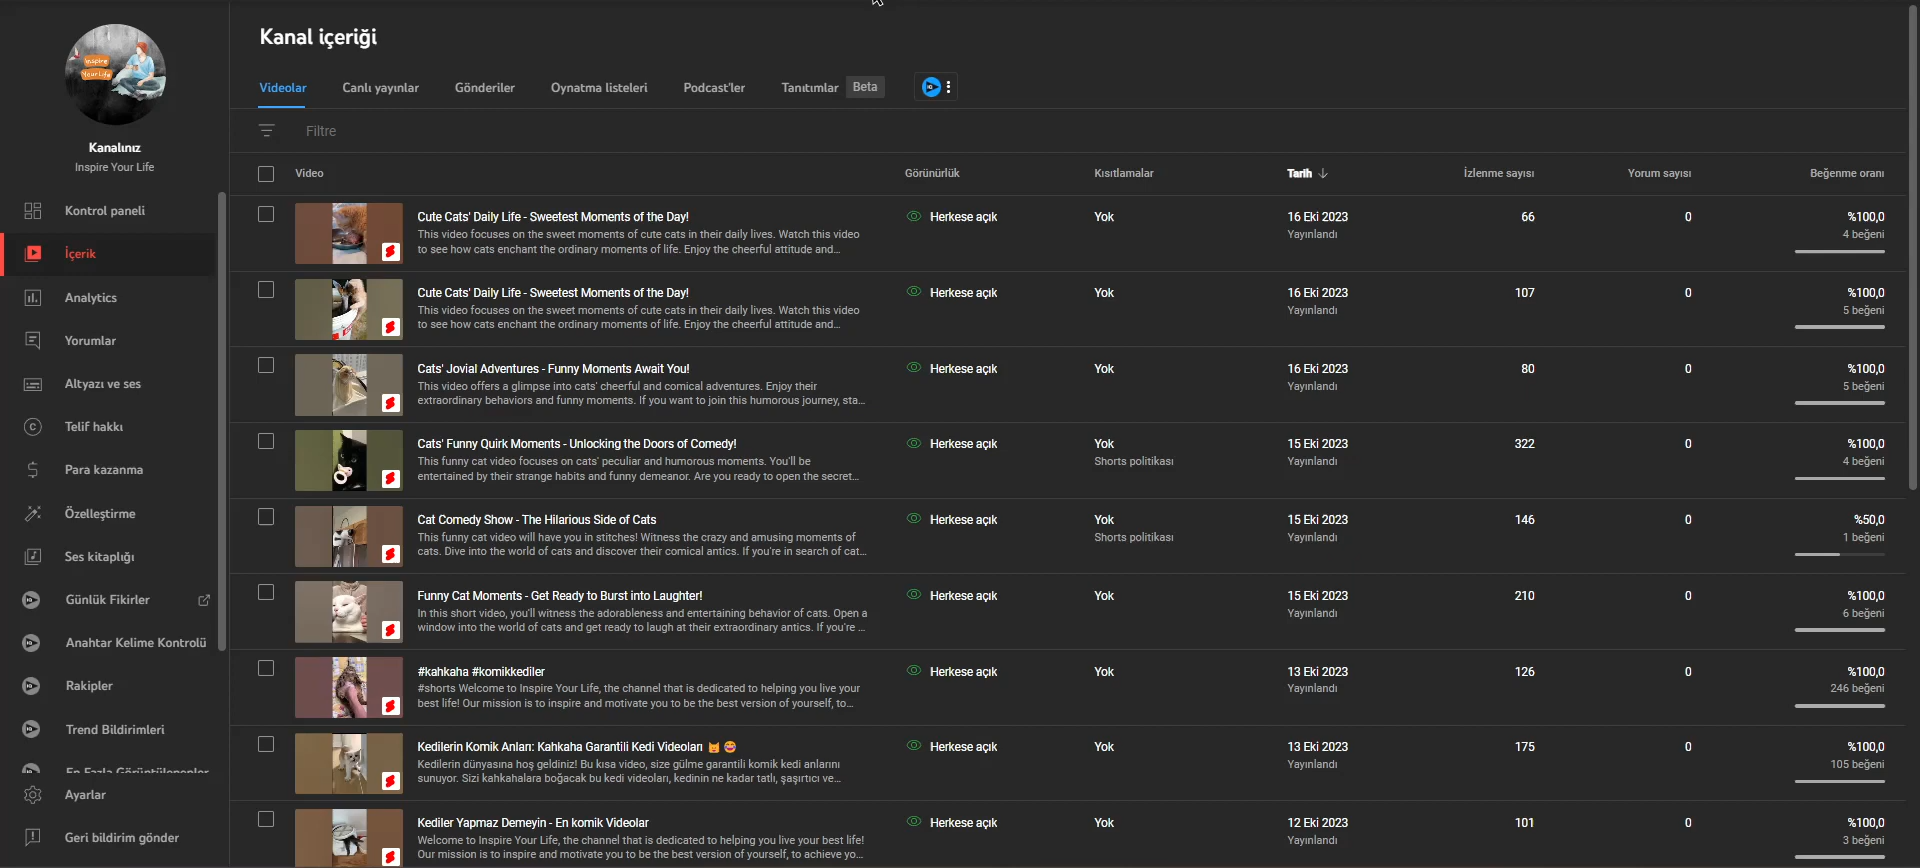 Inspire
Your Life
Kanalınız
Inspire Your Life
Kontrol paneli
İçerik
Analytics
Yorumlar
Altyazı ve ses
Telif hakkı
Para kazanma
Özelleştirme
Ses kitaplığı
Günlük Fikirler
Anahtar Kelime Kontrolü
Rakipler
Trend Bildirimleri
En Fazla Görüntülenenler
Ayarlar
Geri bildirim gönder
Kanal içeriği
Videolar Canlı yayınlar Gönderiler Oynatma listeleri Podcast'ler Tanıtımlar Beta
Filtre
Video Görünürlük Kısıtlamalar Tarih İzlenme sayısı Yorum sayısı Beğenme oranı
Cute Cats' Daily Life - Sweetest Moments of the Day! Herkese açık Yok 16 Eki 2023 66 0 %100,0
This video focuses on the sweet moments of cute cats in their daily lives. Watch this video Yayınlandı 4 beğeni
to see how cats enchant the ordinary moments of life. Enjoy the cheerful attitude and...
Cute Cats' Daily Life - Sweetest Moments of the Day! Herkese açık Yok 16 Eki 2023 107 0 %100,0
This video focuses on the sweet moments of cute cats in their daily lives. Watch this video Yayınlandı 5 beğeni
to see how cats enchant the ordinary moments of life. Enjoy the cheerful attitude and...
Cats' Jovial Adventures - Funny Moments Await You! Herkese açık Yok 16 Eki 2023 80 0 %100,0
This video offers a glimpse into cats' cheerful and comical adventures. Enjoy their Yayınlandı 5 beğeni
extraordinary behaviors and funny moments. If you want to join this humorous journey, sta...
Cats' Funny Quirk Moments - Unlocking the Doors of Comedy! Herkese açık Yok 15 Eki 2023 322 0 %100,0
This funny cat video focuses on cats' peculiar and humorous moments. You'll be Shorts politikası Yayınlandı 4 beğeni
entertained by their strange habits and funny demeanor. Are you ready to open the secret...
Cat Comedy Show - The Hilarious Side of Cats Herkese açık Yok 15 Eki 2023 146 0 %50,0
This funny cat video will have you in stitches! Witness the crazy and amusing moments of Shorts politikası Yayınlandı 1 beğeni
cats. Dive into the world of cats and discover their comical antics. If you're in search of cat...
Funny Cat Moments - Get Ready to Burst into Laughter! Herkese açık Yok 15 Eki 2023 210 0 %100,0
In this short video, you'll witness the adorableness and entertaining behavior of cats. Open a Yayınlandı 6 beğeni
window into the world of cats and get ready to laugh at their extraordinary antics. If you're ...
#kahkaha #komikkediler Herkese açık Yok 13 Eki 2023 126 0 %100,0
#shorts Welcome to Inspire Your Life, the channel that is dedicated to helping you live your Yayınlandı 246 beğeni
best life! Our mission is to inspire and motivate you to be the best version of yourself, to...
Kedilerin Komik Anları: Kahkaha Garantili Kedi Videoları 😺😂 Herkese açık Yok 13 Eki 2023 175 0 %100,0
Kedilerin dünyasına hoş geldiniz! Bu kısa video, size gülme garantili komik kedi anlarını Yayınlandı 105 beğeni
sunuyor. Sizi kahkahalara boğacak bu kedi videoları, kedinin ne kadar tatlı, şaşırtıcı ve...
Kediler Yapmaz Demeyin - En komik Videolar Herkese açık Yok 12 Eki 2023 101 0 %100,0
Welcome to Inspire Your Life, the channel that is dedicated to helping you live your best life! Yayınlandı 3 beğeni
Our mission is to inspire and motivate you to be the best version of yourself, to achieve yo...